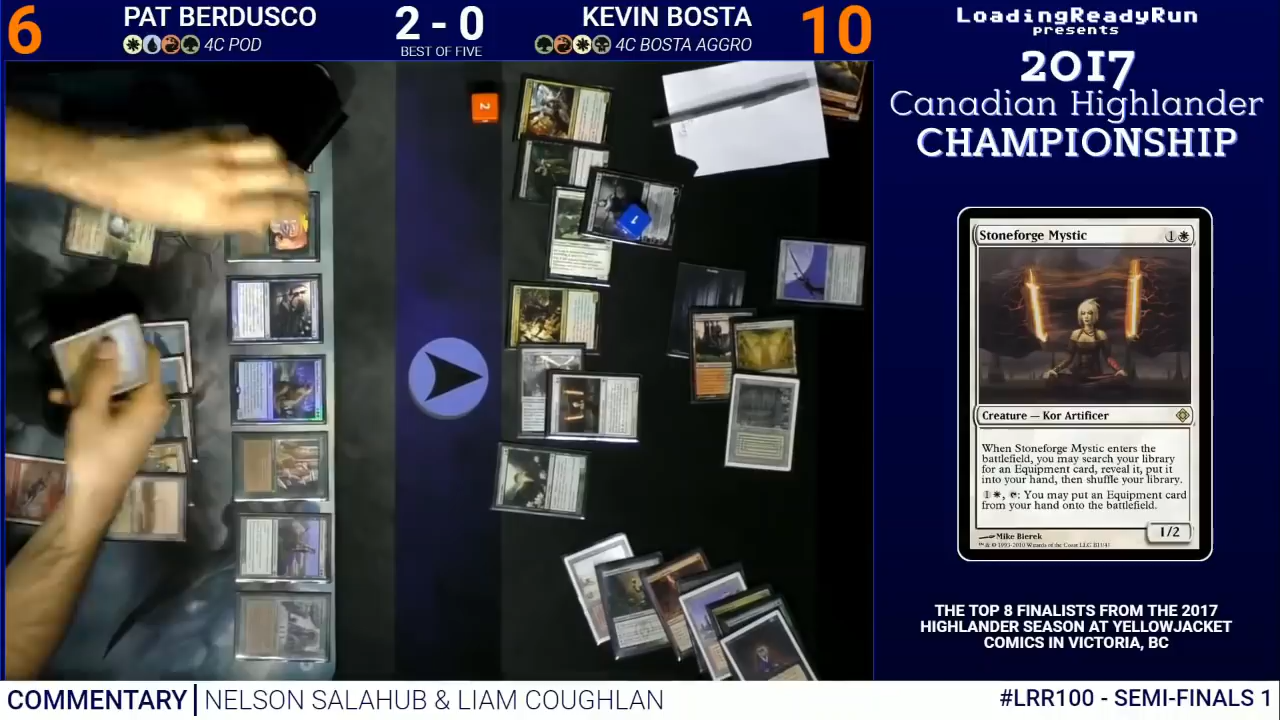 6
PAT BERDUSCO
4C POD
2 - 0
BEST OF FIVE
KEVIN BOSTA
4C BOSTA AGGRO
10
LoadingReadyRun
presents
2017
Canadian Highlander
CHAMPIONSHIP
2
1
Stoneforge Mystic
1
Creature — Kor Artificer
When Stoneforge Mystic enters the
battlefield, you may search your library
for an Equipment card, reveal it, put it
into your hand, then shuffle your library.
1 , : You may put an Equipment card
from your hand onto the battlefield.
1/2
Mike Bierek
THE TOP 8 FINALISTS FROM THE 2017
HIGHLANDER SEASON AT YELLOWJACKET
COMICS IN VICTORIA, BC
COMMENTARY | NELSON SALAHUB & LIAM COUGHLAN
#LRR100 - SEMI-FINALS 1